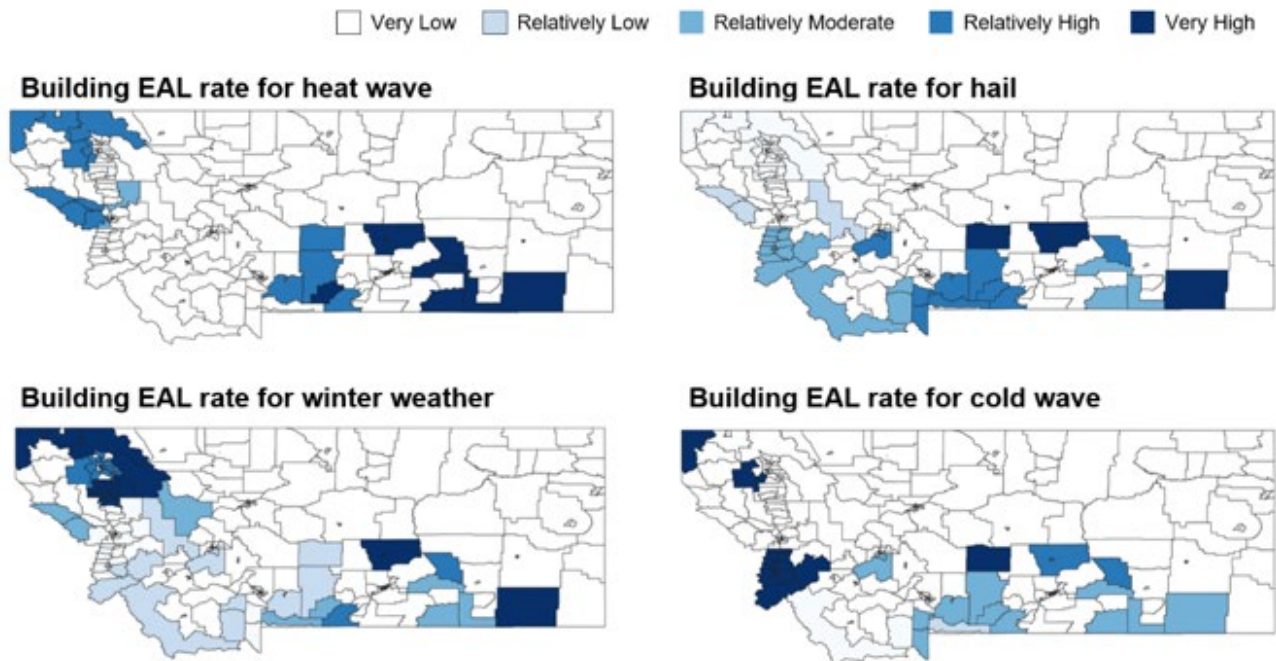 Very Low Relatively Low Relatively Moderate Relatively High Very High
Building EAL rate for heat wave
Building EAL rate for hail
Building EAL rate for winter weather
Building EAL rate for cold wave